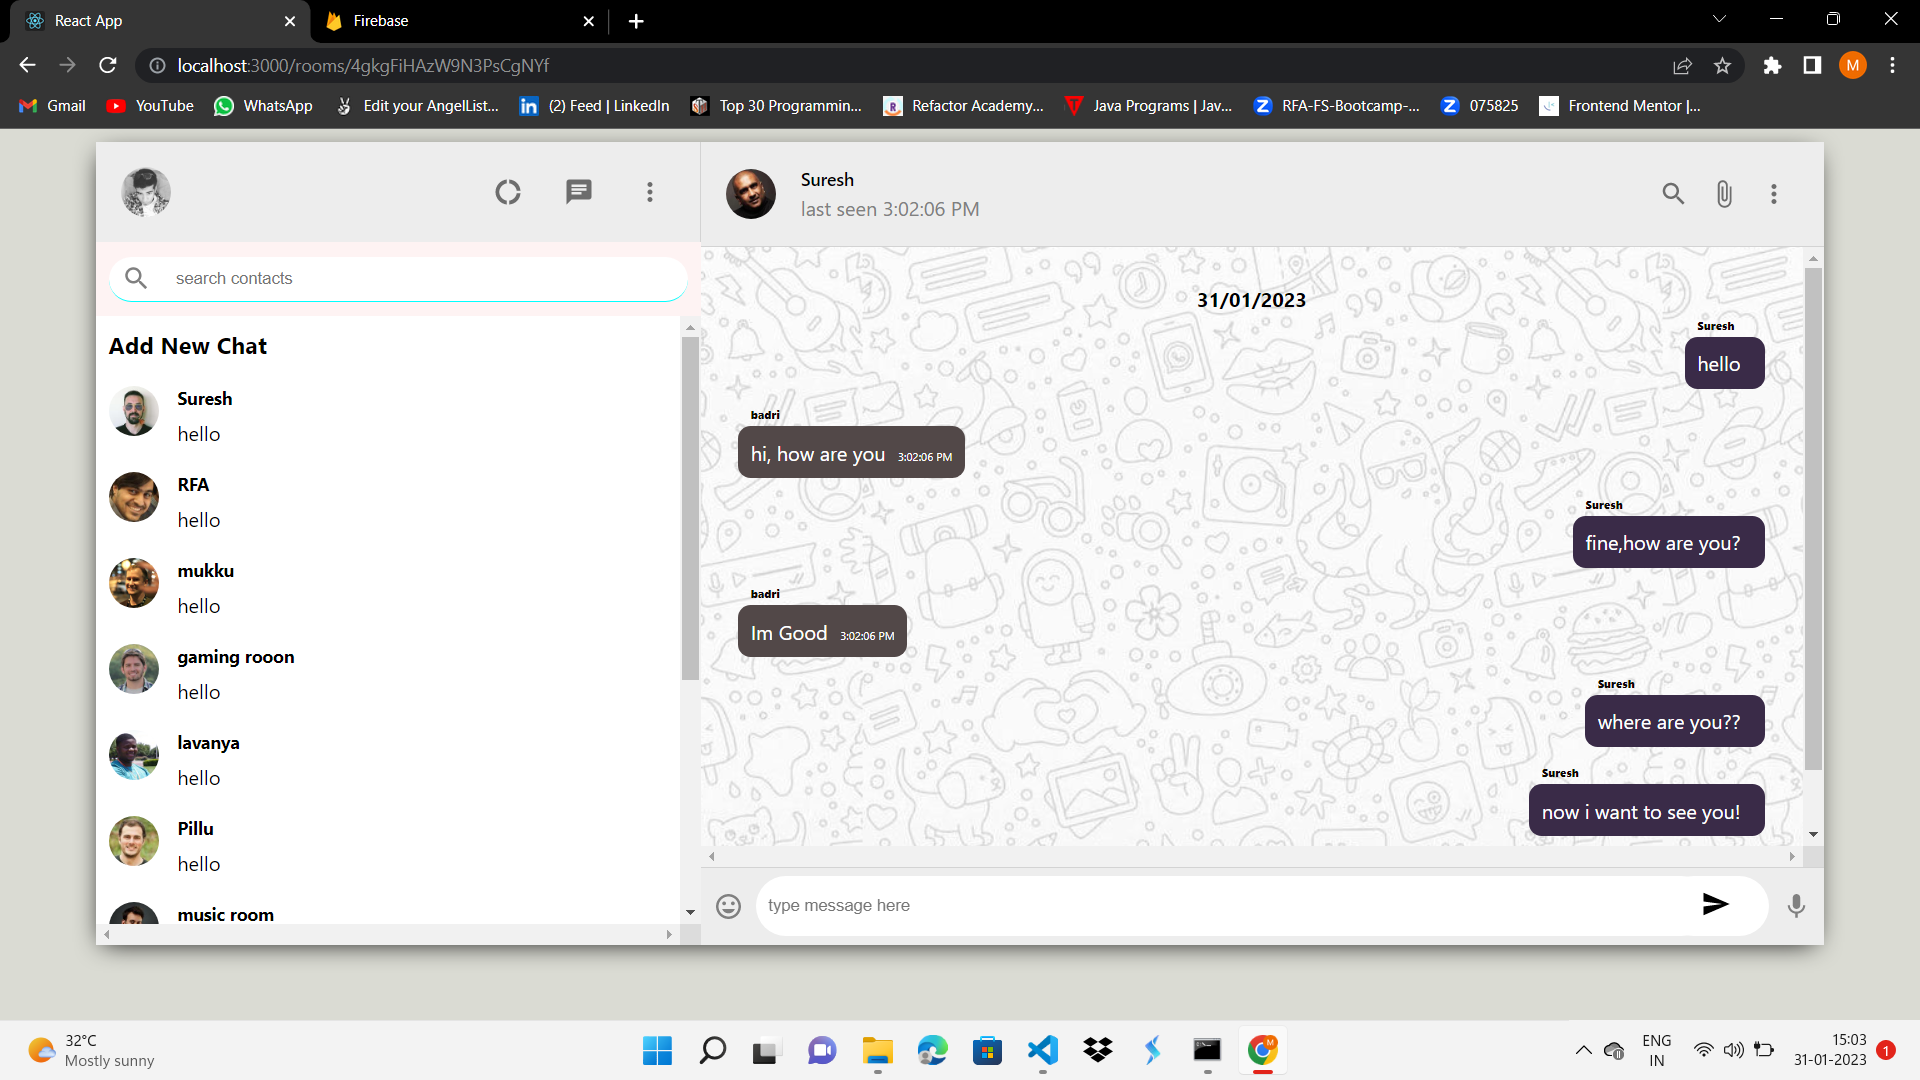 React App
Firebase
localhost:3000/rooms/4gkgFiHAzW9N3PsCgNYf
M
Gmail
YouTube
WhatsApp
Edit your AngelList...
(2) Feed | LinkedIn
Top 30 Programmin...
Refactor Academy...
Java Programs | Jav...
RFA-FS-Bootcamp-...
075825
Frontend Mentor |...
search contacts
Add New Chat
Suresh
hello
RFA
hello
mukku
hello
gaming rooon
hello
lavanya
hello
Pillu
hello
music room
Suresh
last seen 3:02:06 PM
31/01/2023
Suresh
hello
badri
hi, how are you 3:02:06 PM
Suresh
fine,how are you?
badri
Im Good 3:02:06 PM
Suresh
where are you??
Suresh
now i want to see you!
type message here
32°C
Mostly sunny
ENG
IN
15:03
31-01-2023
1